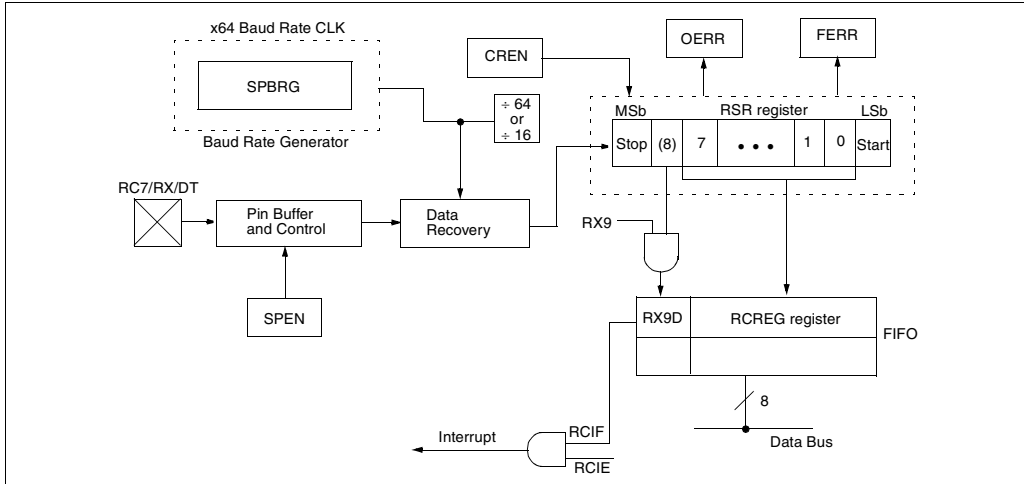 x64 Baud Rate CLK
SPBRG
Baud Rate Generator
CREN
OERR
FERR
÷ 64
or
÷ 16
MSb
RSR register
LSb
Stop
(8)
7
• • •
1
0
Start
RC7/RX/DT
Pin Buffer
and Control
Data
Recovery
RX9
SPEN
RX9D
RCREG register
FIFO
8
Data Bus
Interrupt
RCIF
RCIE